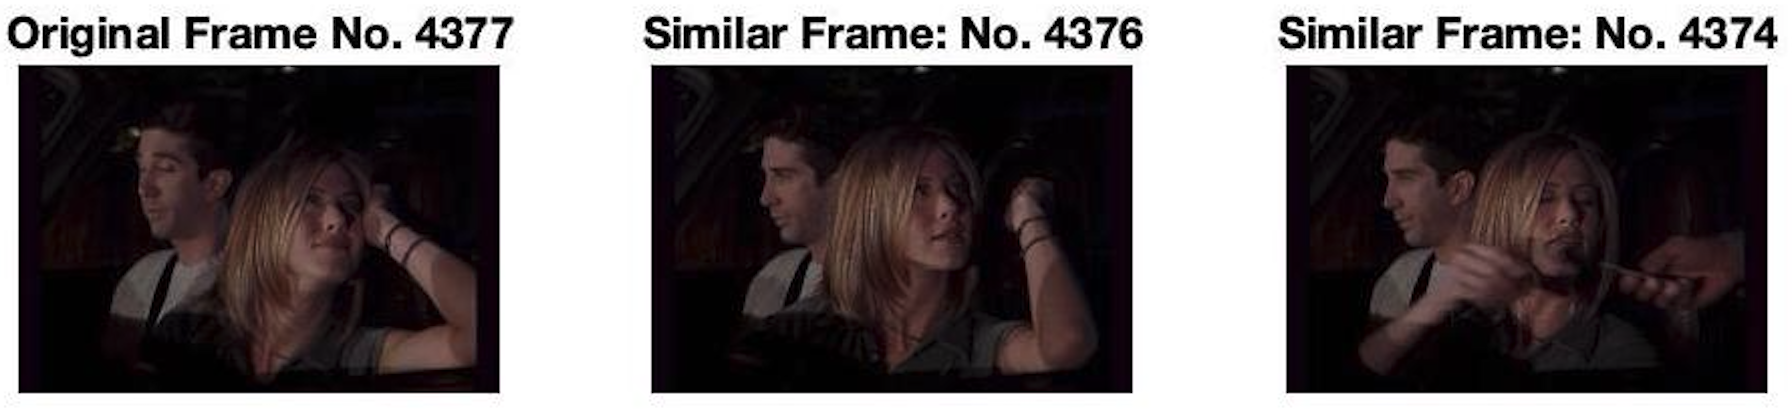 Original Frame No. 4377
Similar Frame: No. 4376
Similar Frame: No. 4374